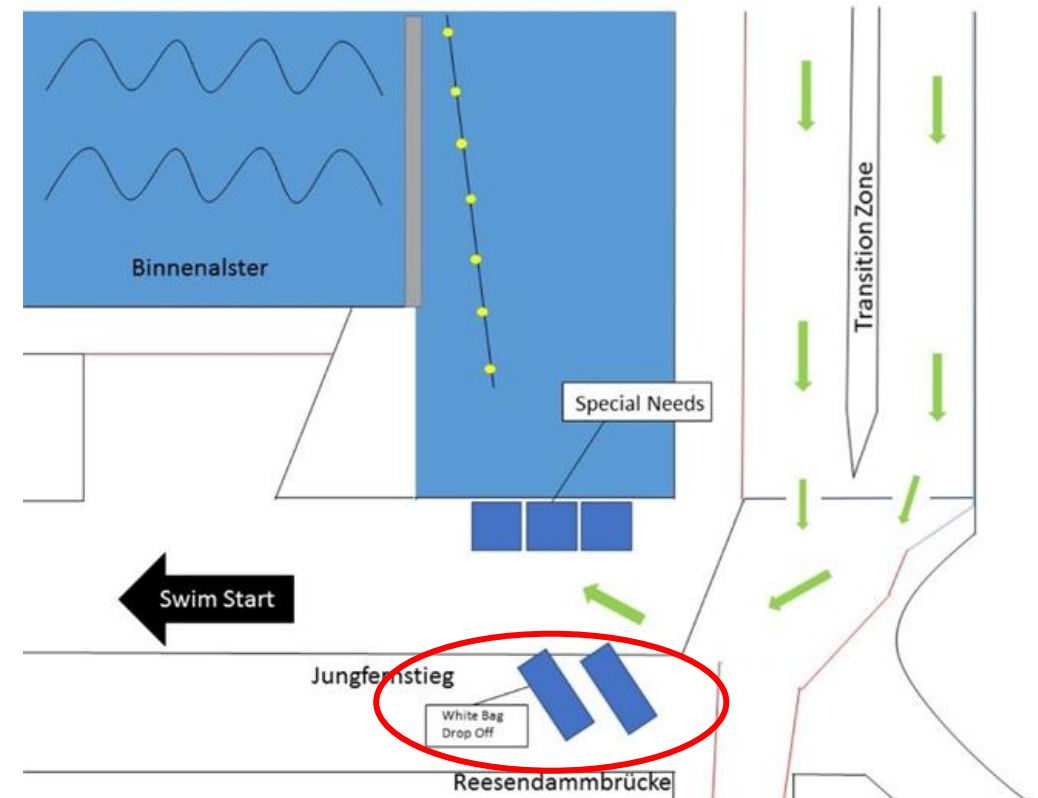 Binnenalster
Transition Zone
Special Needs
Swim Start
Jungfernstieg
White Bag
Drop Off
Reesendammbrücke